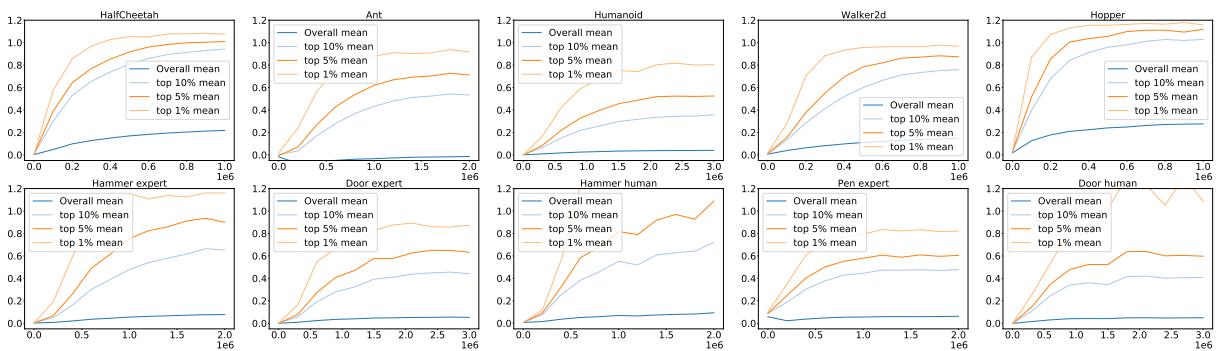 HalfCheetah
1.2
1.0
0.8
0.6
0.4
0.2
0.0
Overall mean
top 10% mean
top 5% mean
top 1% mean
0.0 0.2 0.4 0.6 0.8 1.0
1e6
Ant
1.2
1.0
0.8
0.6
0.4
0.2
0.0
Overall mean
top 10% mean
top 5% mean
top 1% mean
0.0 0.5 1.0 1.5 2.0
1e6
Humanoid
1.2
1.0
0.8
0.6
0.4
0.2
0.0
Overall mean
top 10% mean
top 5% mean
top 1% mean
0.0 0.5 1.0 1.5 2.0 2.5 3.0
1e6
Walker2d
1.2
1.0
0.8
0.6
0.4
0.2
0.0
Overall mean
top 10% mean
top 5% mean
top 1% mean
0.0 0.2 0.4 0.6 0.8 1.0
1e6
Hopper
1.2
1.0
0.8
0.6
0.4
0.2
0.0
Overall mean
top 10% mean
top 5% mean
top 1% mean
0.0 0.2 0.4 0.6 0.8 1.0
1e6
Hammer expert
1.2
1.0
0.8
0.6
0.4
0.2
0.0
Overall mean
top 10% mean
top 5% mean
top 1% mean
0.0 0.5 1.0 1.5 2.0
1e6
Door expert
1.2
1.0
0.8
0.6
0.4
0.2
0.0
Overall mean
top 10% mean
top 5% mean
top 1% mean
0.0 0.5 1.0 1.5 2.0
1e6
Hammer human
1.2
1.0
0.8
0.6
0.4
0.2
0.0
Overall mean
top 10% mean
top 5% mean
top 1% mean
0.0 0.5 1.0 1.5 2.0
1e6
Pen expert
1.2
1.0
0.8
0.6
0.4
0.2
0.0
Overall mean
top 10% mean
top 5% mean
top 1% mean
0.0 0.5 1.0 1.5 2.0
1e6
Door human
1.2
1.0
0.8
0.6
0.4
0.2
0.0
Overall mean
top 10% mean
top 5% mean
top 1% mean
0.0 0.5 1.0 1.5 2.0 2.5 3.0
1e6